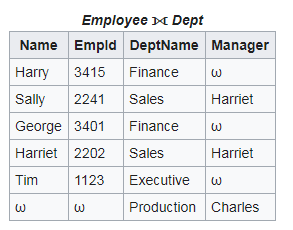 Employee ⟗ Dept
Name EmpId DeptName Manager
Harry 3415 Finance ω
Sally 2241 Sales Harriet
George 3401 Finance ω
Harriet 2202 Sales Harriet
Tim 1123 Executive ω
ω ω Production Charles